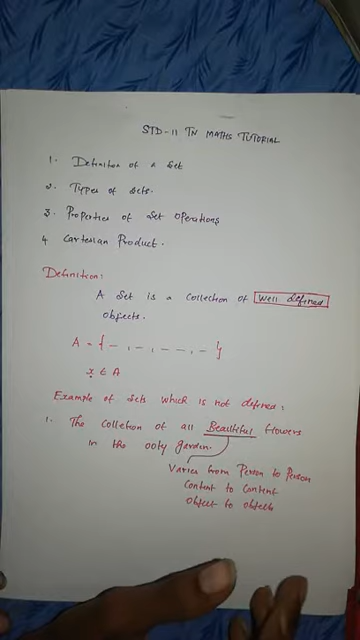 STD-11 TN MATHS TUTORIAL
1. Definition of a Set
2. Types of Sets.
3. Properties of Set Operations
4 Cartesian Product.
Definition:
A Set is a Collection of Well defined
objects.
A = { - , - , - - , - }
x ∈ A
Example of Sets which is not defined:
1. The Colletion of all Beautiful flowers
in the ooty garden.
Varies from Person to Person
Content to Content
Object to objects